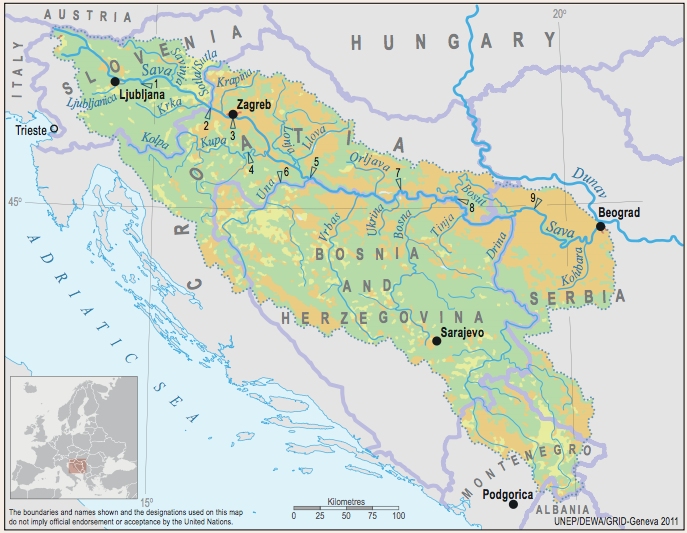 AUSTRIA
20°
HUNGARY
ITALY
SLOVENIA
Sava
Savinja
Sotla
Sutla
Krapina
1
Ljubljana
Ljubljanica
Krka
Zagreb
2
3
Trieste
Kolpa
Kupa
CROATIA
Ilova
4
5
6
Orljava
7
Una
45°
Vrbas
Ukrina
Bosna
Tinja
Bosut
8
9
Dunav
Beograd
Sava
Drina
BOSNIA
AND
HERZEGOVINA
SERBIA
Sarajevo
ADRIATIC SEA
MONTENEGRO
Podgorica
ALBANIA
Kilometres
0 25 50 75 100
15°
The boundaries and names shown and the designations used on this map
do not imply official endorsement or acceptance by the United Nations.
UNEP/DEWA/GRID-Geneva 2011